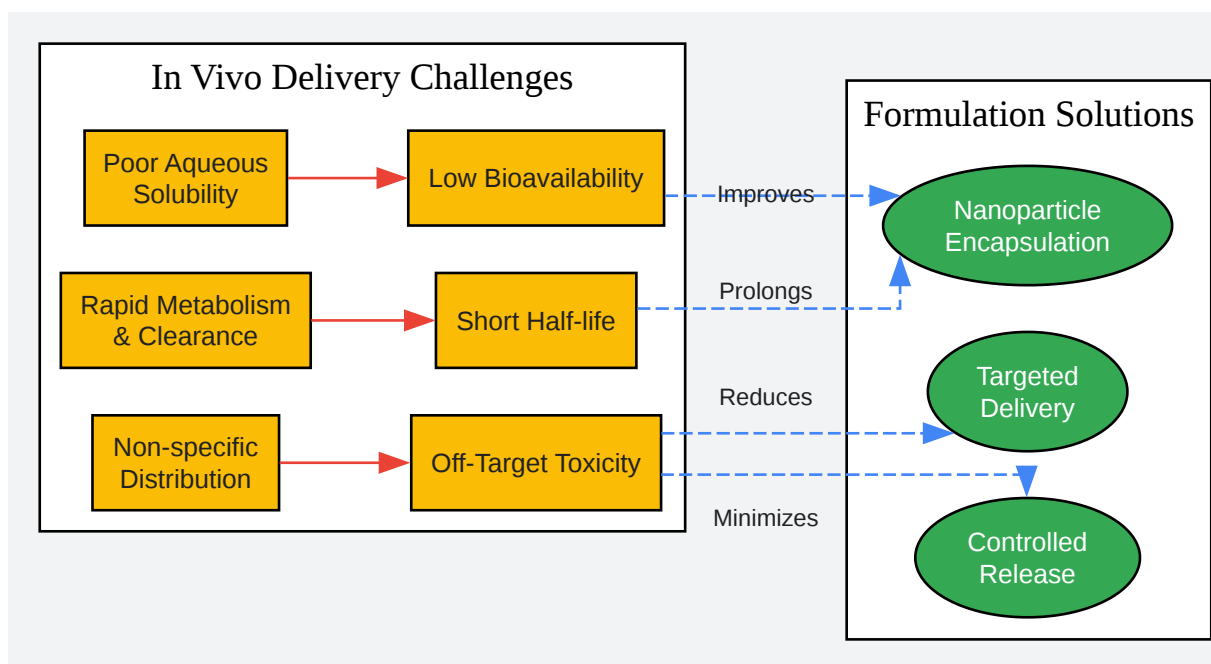 In Vivo Delivery Challenges
Poor Aqueous
Solubility
Low Bioavailability
Rapid Metabolism
& Clearance
Short Half-life
Non-specific
Distribution
Off-Target Toxicity
Improves
Prolongs
Reduces
Minimizes
Formulation Solutions
Nanoparticle
Encapsulation
Targeted
Delivery
Controlled
Release